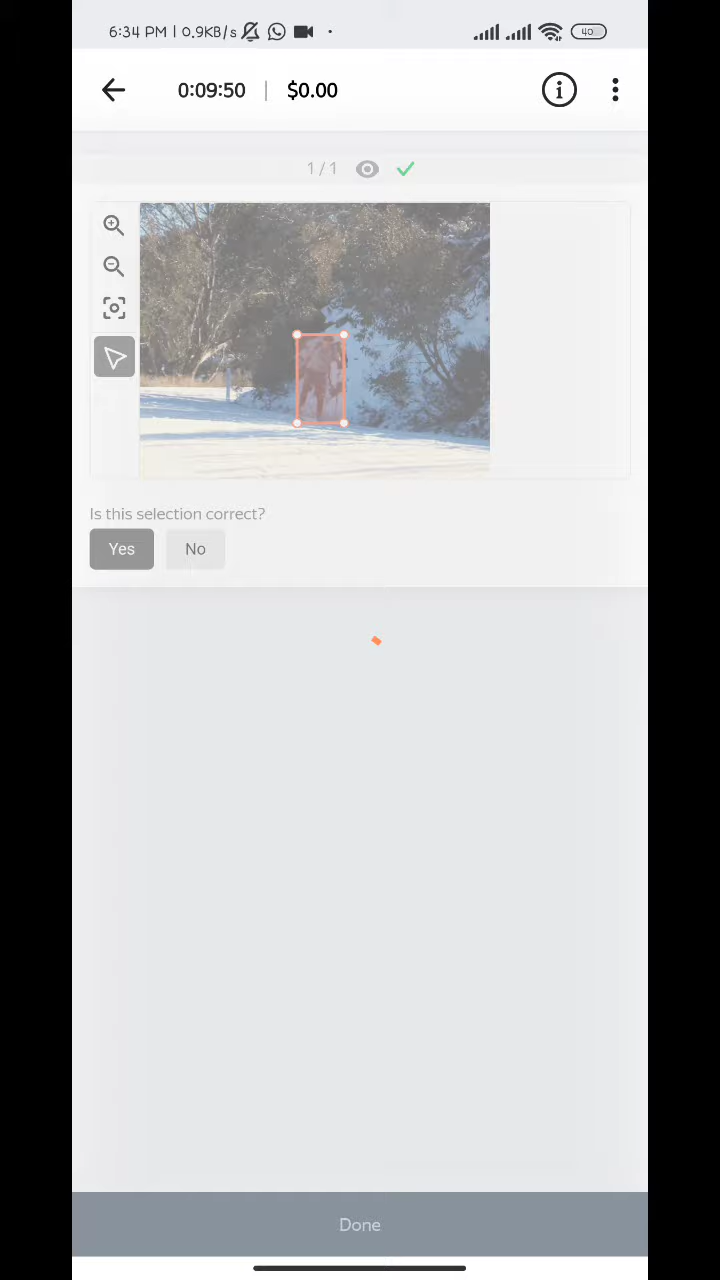 6:34 PM | 0.9KB/s 40
0:09:50 | $0.00
1 / 1
Is this selection correct?
Yes No
Done